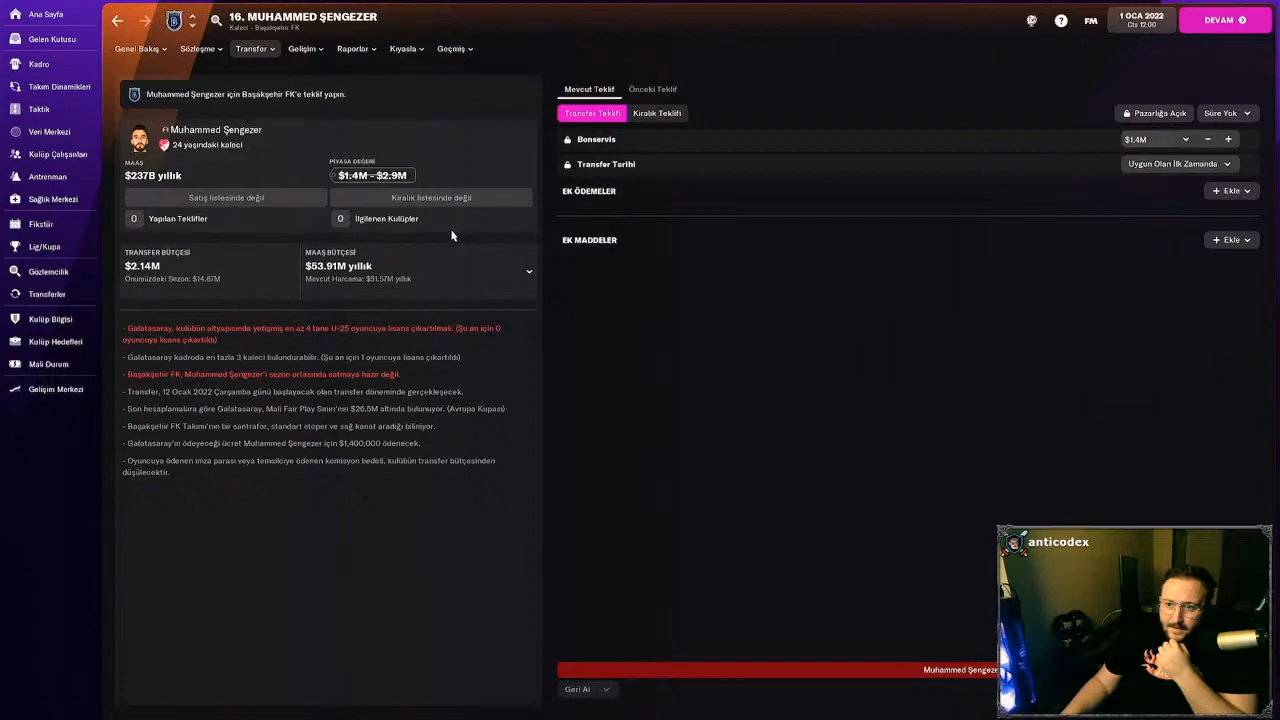 Ana Sayfa
Gelen Kutusu
Kadro
Takım Dinamikleri
Taktik
Veri Merkezi
Kulüp Çalışanları
Antrenman
Sağlık Merkezi
Fikstür
Lig/Kupa
Gözlemcilik
Transferler
Kulüp Bilgisi
Kulüp Hedefleri
Mali Durum
Gelişim Merkezi
16. MUHAMMED ŞENGEZER
Kaleci - Başakşehir FK
FM
1 OCA 2022
Cts 12:00
DEVAM
Genel Bakış
Sözleşme
Transfer
Gelişim
Raporlar
Kıyasla
Geçmiş
Muhammed Şengezer için Başakşehir FK'e teklif yapın.
Muhammed Şengezer
24 yaşındaki kaleci
MAAŞ
$237B yıllık
PİYASA DEĞERİ
$1.4M - $2.9M
Satış listesinde değil
Kiralık listesinde değil
0 Yapılan Teklifler
0 İlgilenen Kulüpler
TRANSFER BÜTÇESİ
$2.14M
Önümüzdeki Sezon: $14.67M
MAAŞ BÜTÇESİ
$53.91M yıllık
Mevcut Harcama: $51.57M yıllık
- Galatasaray, kulübün altyapısında yetişmiş en az 4 tane U-25 oyuncuya lisans çıkartılmalı. (Şu an için 0
oyuncuya lisans çıkartıldı)
- Galatasaray kadroda en fazla 3 kaleci bulundurabilir. (Şu an için 1 oyuncuya lisans çıkartıldı)
- Başakşehir FK, Muhammed Şengezer'i sezon ortasında satmaya hazır değil.
- Transfer, 12 Ocak 2022 Çarşamba günü başlayacak olan transfer döneminde gerçekleşecek.
- Son hesaplamalara göre Galatasaray, Mali Fair Play Sınırı'nın $26.5M altında bulunuyor. (Avrupa Kupası)
- Başakşehir FK Takımı'nın bir santrafor, standart stoper ve sağ kanat aradığı biliniyor.
- Galatasaray'ın ödeyeceği ücret Muhammed Şengezer için $1,400,000 ödenecek.
- Oyuncuya ödenen imza parası veya temsilciye ödenen komisyon bedeli, kulübün transfer bütçesinden
düşülecektir.
Mevcut Teklif
Önceki Teklif
Transfer Teklifi
Kiralık Teklifi
Pazarlığa Açık
Süre Yok
Bonservis
$1.4M
Transfer Tarihi
Uygun Olan İlk Zamanda
EK ÖDEMELER
Ekle
EK MADDELER
Ekle
Muhammed Şengeze
Geri Al
anticodex